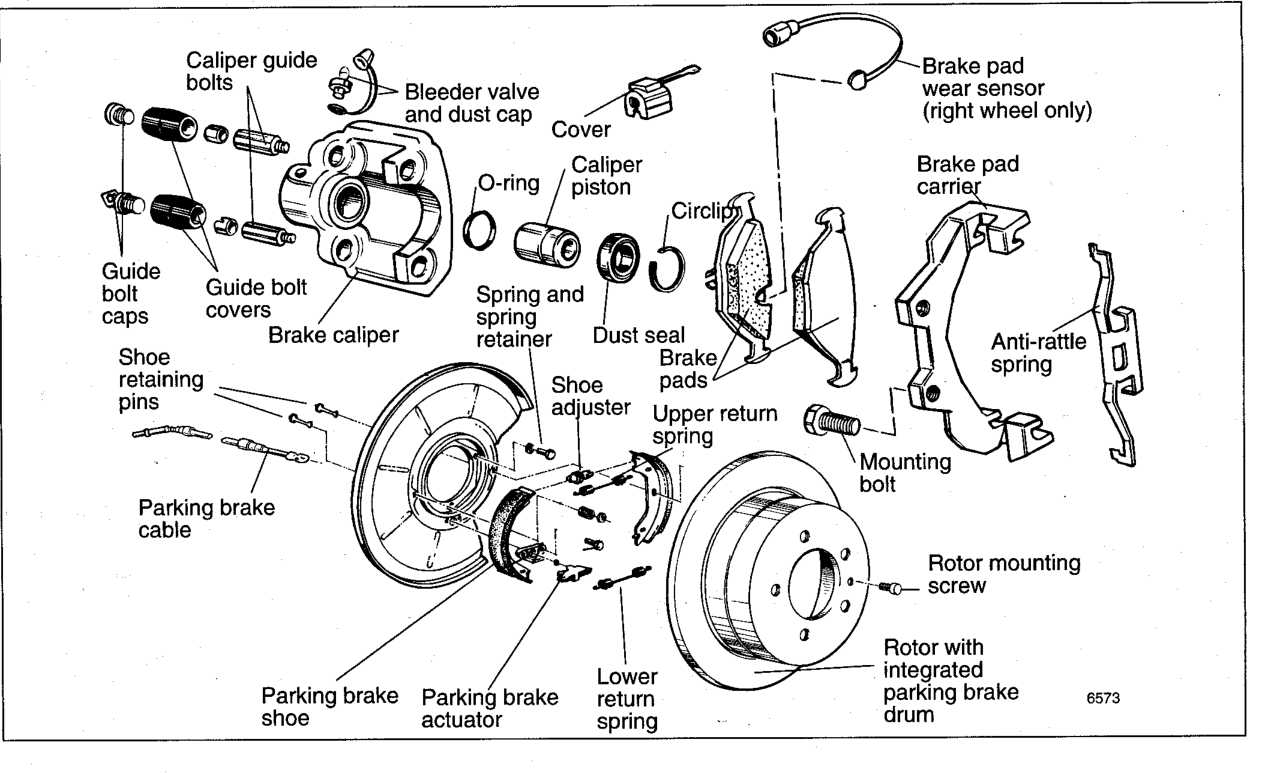 Caliper guide
bolts
Bleeder valve
and dust cap
Cover
Brake pad
wear sensor
(right wheel only)
Caliper
piston
O-ring
Circlip
Brake pad
carrier
Guide
bolt
caps
Guide bolt
covers
Brake caliper
Spring and
spring
retainer
Dust seal
Brake
pads
Anti-rattle
spring
Shoe
retaining
pins
Shoe
adjuster
Upper return
spring
Mounting
bolt
Parking brake
cable
Rotor mounting
screw
Parking brake
shoe
Parking brake
actuator
Lower
return
spring
Rotor with
integrated
parking brake
drum
6573